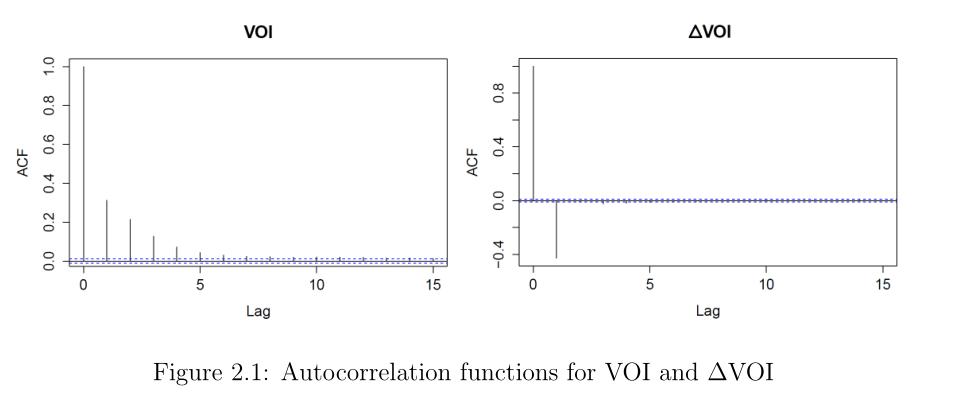 VOI
ΔVOI
ACF
0.0 0.2 0.4 0.6 0.8 1.0
0 5 10 15
Lag
ACF
−0.4 0.0 0.4 0.8
0 5 10 15
Lag
Figure 2.1: Autocorrelation functions for VOI and ΔVOI